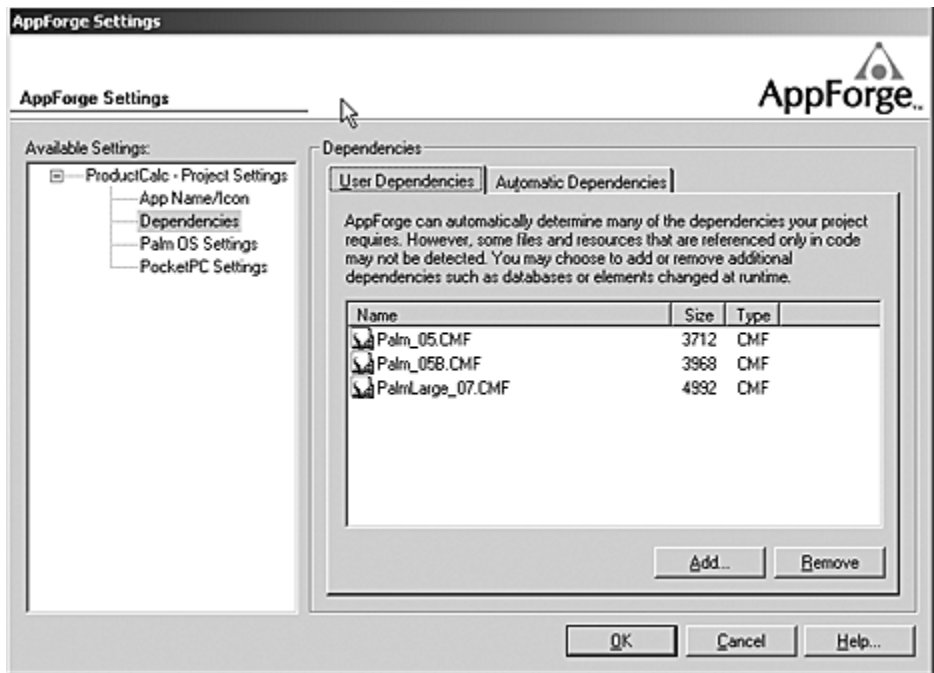 AppForge Settings
AppForge Settings
AppForge™
Available Settings:
ProductCalc - Project Settings
App Name/Icon
Dependencies
Palm OS Settings
PocketPC Settings
Dependencies
User Dependencies Automatic Dependencies
AppForge can automatically determine many of the dependencies your project
requires. However, some files and resources that are referenced only in code
may not be detected. You may choose to add or remove additional
dependencies such as databases or elements changed at runtime.
Name Size Type
Palm_05.CMF 3712 CMF
Palm_05B.CMF 3968 CMF
PalmLarge_07.CMF 4992 CMF
Add... Remove
OK Cancel Help...